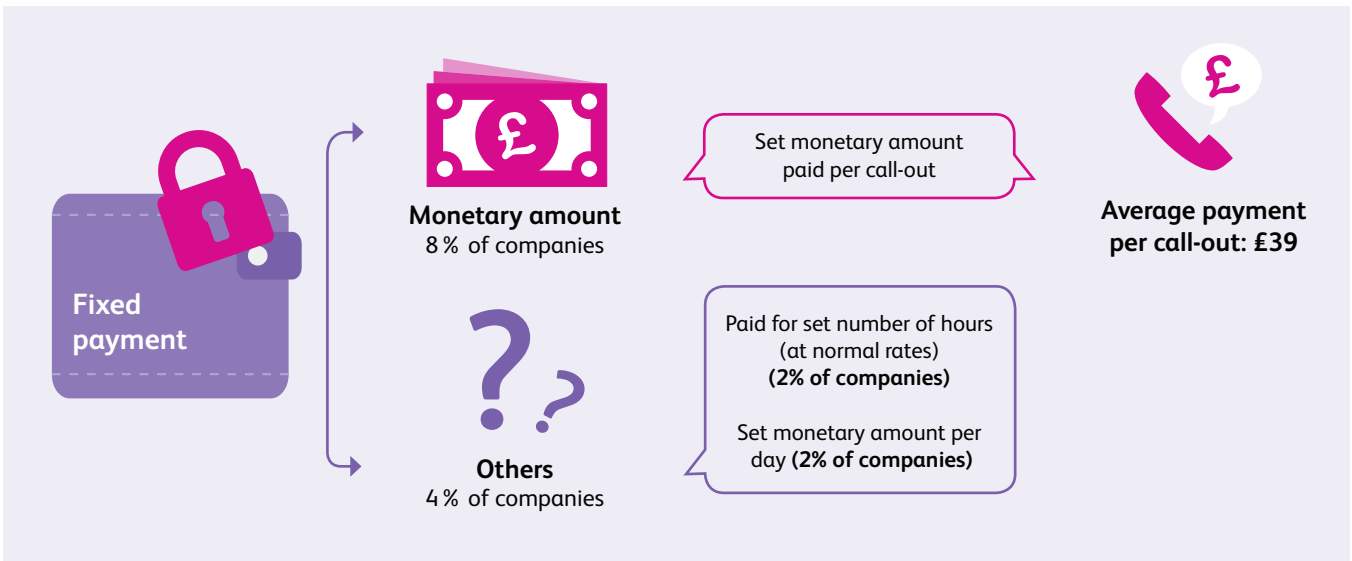 Fixed
payment
£
Monetary amount
8% of companies
Set monetary amount
paid per call-out
£
Average payment
per call-out: £39
??
Others
4% of companies
Paid for set number of hours
(at normal rates)
(2% of companies)
Set monetary amount per
day (2% of companies)